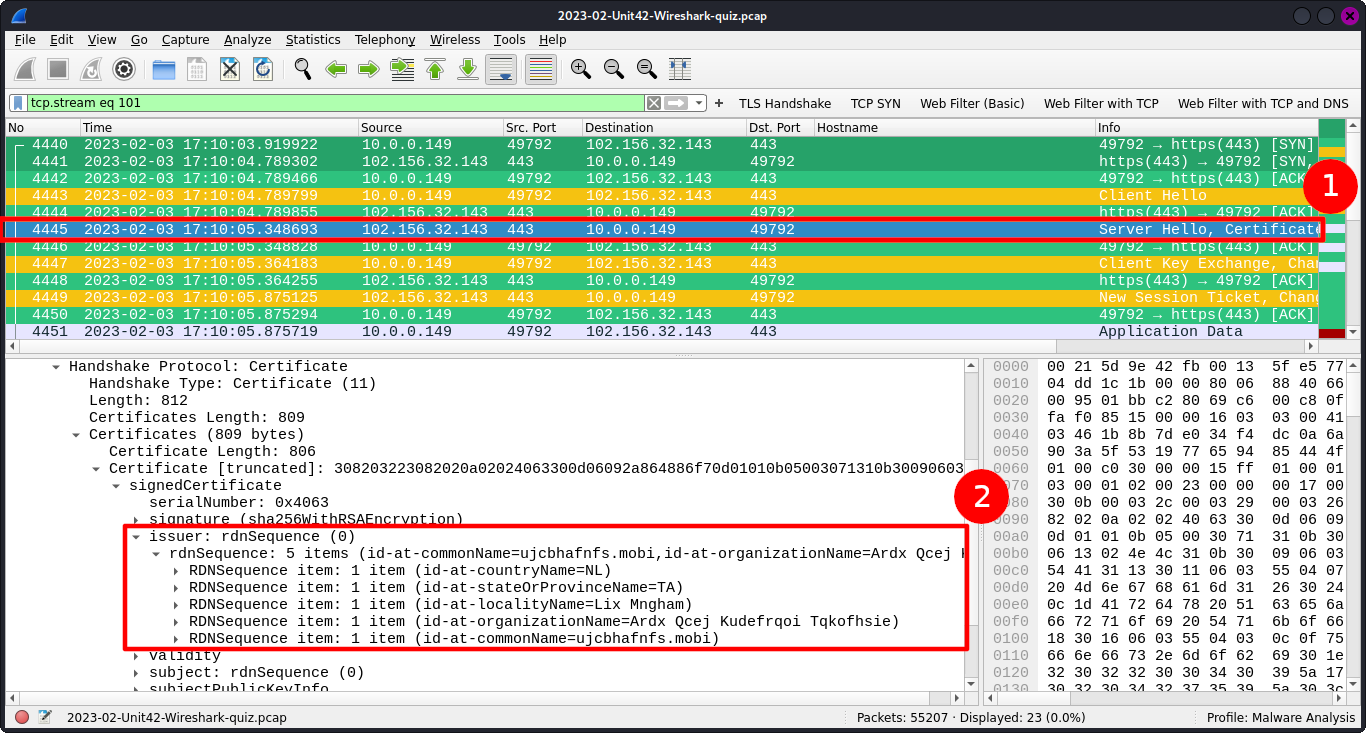 2023-02-Unit42-Wireshark-quiz.pcap
File Edit View Go Capture Analyze Statistics Telephony Wireless Tools Help
tcp.stream eq 101 + TLS Handshake TCP SYN Web Filter (Basic) Web Filter with TCP Web Filter with TCP and DNS
No Time Source Src. Port Destination Dst. Port Hostname Info
4440 2023-02-03 17:10:03.919922 10.0.0.149 49792 102.156.32.143 443 49792 → https(443) [SYN]
4441 2023-02-03 17:10:04.789302 102.156.32.143 443 10.0.0.149 49792 https(443) → 49792 [SYN,
4442 2023-02-03 17:10:04.789466 10.0.0.149 49792 102.156.32.143 443 49792 → https(443) [ACK
4443 2023-02-03 17:10:04.789799 10.0.0.149 49792 102.156.32.143 443 Client Hello
1
4444 2023-02-03 17:10:04.789855 102.156.32.143 443 10.0.0.149 49792 https(443) → 49792 [ACK]
4445 2023-02-03 17:10:05.348693 102.156.32.143 443 10.0.0.149 49792 Server Hello, Certificat
4446 2023-02-03 17:10:05.348828 10.0.0.149 49792 102.156.32.143 443 49792 → https(443) [ACK]
4447 2023-02-03 17:10:05.364183 10.0.0.149 49792 102.156.32.143 443 Client Key Exchange, Chan
4448 2023-02-03 17:10:05.364255 102.156.32.143 443 10.0.0.149 49792 https(443) → 49792 [ACK]
4449 2023-02-03 17:10:05.875125 102.156.32.143 443 10.0.0.149 49792 New Session Ticket, Chang
4450 2023-02-03 17:10:05.875294 10.0.0.149 49792 102.156.32.143 443 49792 → https(443) [ACK]
4451 2023-02-03 17:10:05.875719 10.0.0.149 49792 102.156.32.143 443 Application Data
Handshake Protocol: Certificate
Handshake Type: Certificate (11)
Length: 812
Certificates Length: 809
Certificates (809 bytes)
Certificate Length: 806
Certificate [truncated]: 308203223082020a02024063300d06092a864886f70d01010b05003071310b30090603
signedCertificate
serialNumber: 0x4063
signature (sha256WithRSAEncryption)
2
issuer: rdnSequence (0)
rdnSequence: 5 items (id-at-commonName=ujcbhafnfs.mobi,id-at-organizationName=Ardx Qcej
RDNSequence item: 1 item (id-at-countryName=NL)
RDNSequence item: 1 item (id-at-stateOrProvinceName=TA)
RDNSequence item: 1 item (id-at-localityName=Lix Mngham)
RDNSequence item: 1 item (id-at-organizationName=Ardx Qcej Kudefrqoi Tqkofhsie)
RDNSequence item: 1 item (id-at-commonName=ujcbhafnfs.mobi)
validity
subject: rdnSequence (0)
subjectPublicKeyInfo
0000 00 21 5d 9e 42 fb 00 13 5f e5 77
0010 04 dd 1c 1b 00 00 80 06 88 40 66
0020 00 95 01 bb c2 80 69 c6 00 c8 0f
0030 fa f0 85 15 00 00 16 03 03 00 41
0040 03 46 1b 8b 7d e0 34 f4 dc 0a 6a
0050 90 3a 5f 53 19 77 65 94 85 44 4f
0060 01 00 c0 30 00 00 15 ff 01 00 01
70 03 00 01 02 00 23 00 00 00 17 00
30 30 0b 00 03 2c 00 03 29 00 03 26
0090 82 02 0a 02 02 40 63 30 0d 06 09
00a0 0d 01 01 0b 05 00 30 71 31 0b 30
00b0 06 13 02 4e 4c 31 0b 30 09 06 03
00c0 54 41 31 13 30 11 06 03 55 04 07
00d0 20 4d 6e 67 68 61 6d 31 26 30 24
00e0 0c 1d 41 72 64 78 20 51 63 65 6a
00f0 66 72 71 6f 69 20 54 71 6b 6f 66
0100 18 30 16 06 03 55 04 03 0c 0f 75
0110 66 6e 66 73 2e 6d 6f 62 69 30 1e
0120 32 30 32 32 30 30 34 30 39 5a 17
0130 30 32 30 34 32 37 35 39 5a 30 3c
2023-02-Unit42-Wireshark-quiz.pcap Packets: 55207 · Displayed: 23 (0.0%) Profile: Malware Analysis